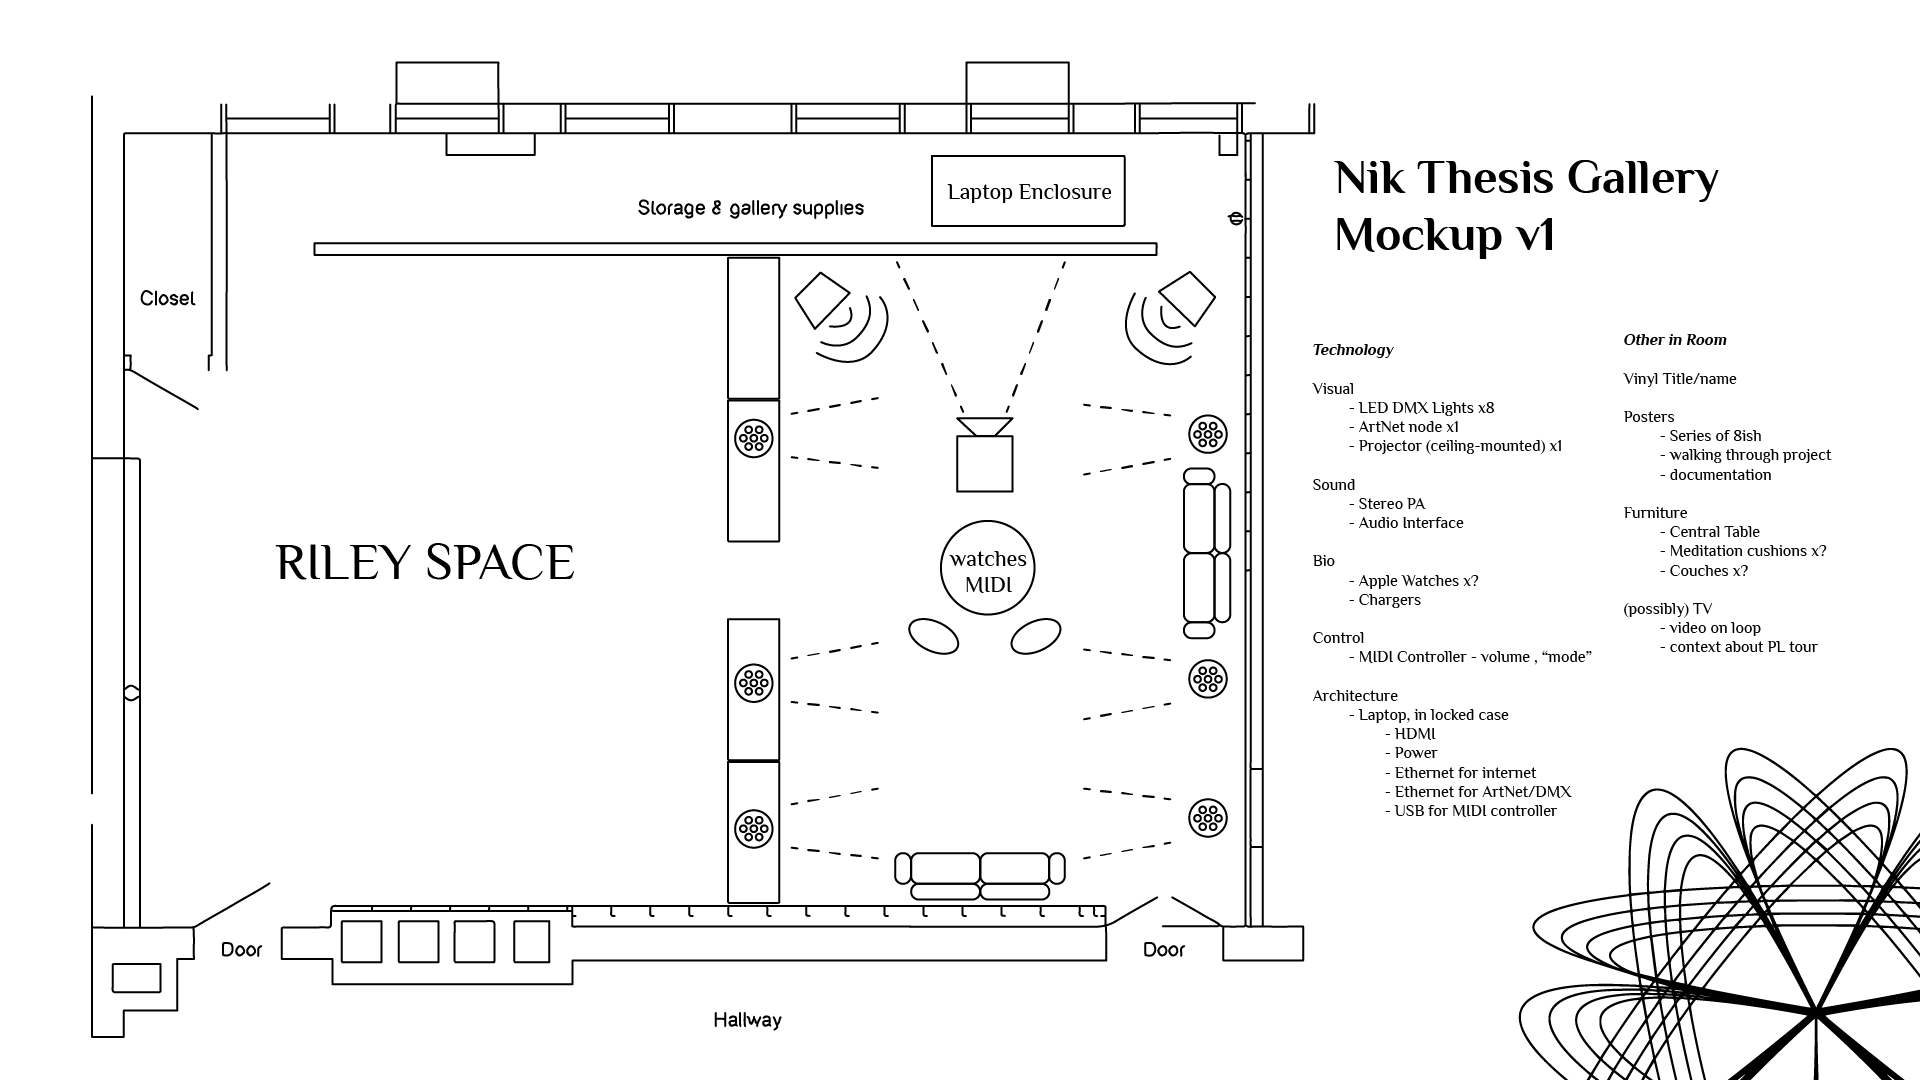 Nik Thesis Gallery
Mockup v1
Laptop Enclosure
Storage & gallery supplies
Closel
RILEY SPACE
watches
MIDI
Door
Door
Hallway
Technology
Visual
- LED DMX Lights x8
- ArtNet node x1
- Projector (ceiling-mounted) x1
Sound
- Stereo PA
- Audio Interface
Bio
- Apple Watches x?
- Chargers
Control
- MIDI Controller - volume , “mode”
Architecture
- Laptop, in locked case
- HDMI
- Power
- Ethernet for internet
- Ethernet for ArtNet/DMX
- USB for MIDI controller
Other in Room
Vinyl Title/name
Posters
- Series of 8ish
- walking through project
- documentation
Furniture
- Central Table
- Meditation cushions x?
- Couches x?
(possibly) TV
- video on loop
- context about PL tour